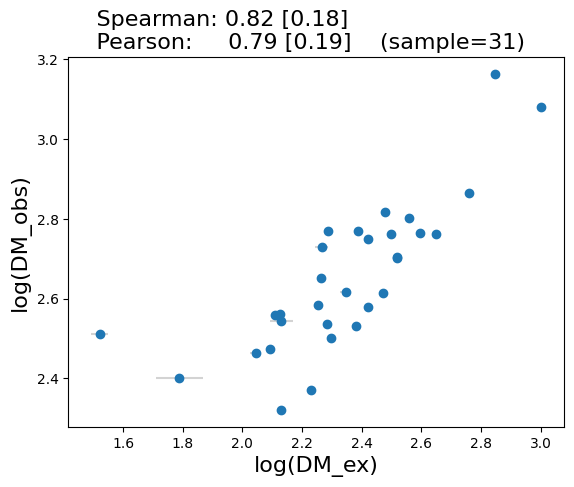 Spearman: 0.82 [0.18]
Pearson: 0.79 [0.19] (sample=31)
3.2
3.0
2.8
2.6
2.4
log(DM_obs)
1.6 1.8 2.0 2.2 2.4 2.6 2.8 3.0
log(DM_ex)